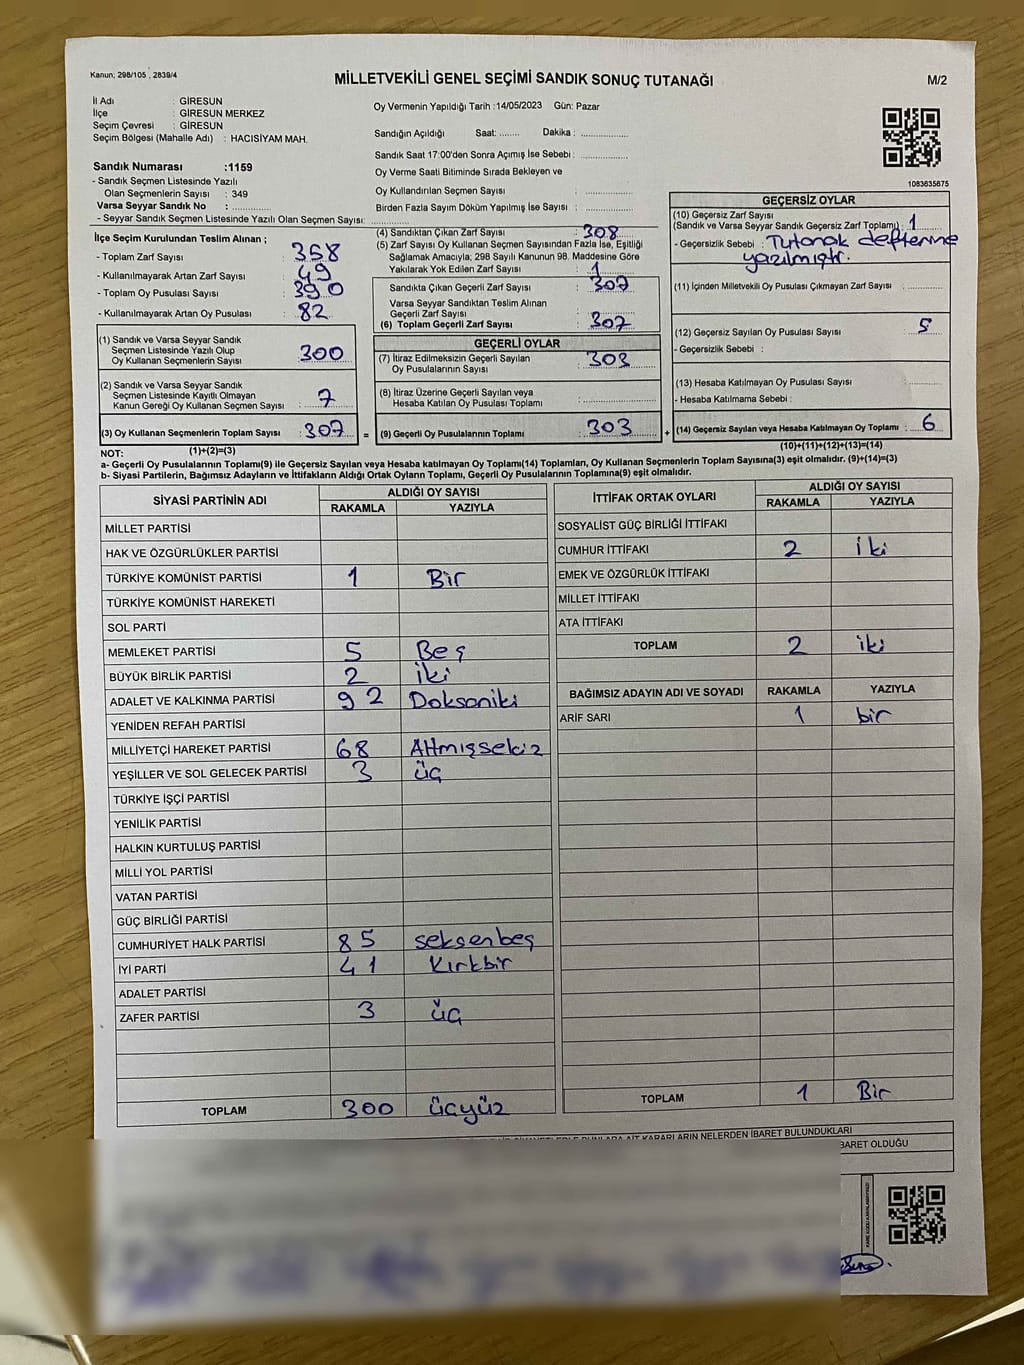 Kanun; 298/105 , 2839/4
MİLLETVEKİLİ GENEL SEÇİMİ SANDIK SONUÇ TUTANAĞI
M/2
İl Adı : GİRESUN
İlçe : GİRESUN MERKEZ
Seçim Çevresi : GİRESUN
Seçim Bölgesi (Mahalle Adı) : HACISİYAM MAH.
Oy Vermenin Yapıldığı Tarih :14/05/2023 Gün: Pazar
Sandığın Açıldığı Saat: ........ Dakika : ................
Sandık Saat 17:00'den Sonra Açımış İse Sebebi : ................
Oy Verme Saati Bitiminde Sırada Bekleyen ve
Oy Kullandırılan Seçmen Sayısı : ................
Birden Fazla Sayım Döküm Yapılmış İse Sayısı : ................
1083635675
Sandık Numarası :1159
- Sandık Seçmen Listesinde Yazılı
Olan Seçmenlerin Sayısı : 349
Varsa Seyyar Sandık No : ................
- Seyyar Sandık Seçmen Listesinde Yazılı Olan Seçmen Sayısı: ................
İlçe Seçim Kurulundan Teslim Alınan ;
- Toplam Zarf Sayısı : 358
- Kullanılmayarak Artan Zarf Sayısı : 49
- Toplam Oy Pusulası Sayısı : 390
- Kullanılmayarak Artan Oy Pusulası : 82
(1) Sandık ve Varsa Seyyar Sandık
Seçmen Listesinde Yazılı Olup
Oy Kullanan Seçmenlerin Sayısı : 300
(2) Sandık ve Varsa Seyyar Sandık
Seçmen Listesinde Kayıtlı Olmayan
Kanun Gereği Oy Kullanan Seçmen Sayısı : 7
(3) Oy Kullanan Seçmenlerin Toplam Sayısı : 307
(1)+(2)=(3)
(4) Sandıktan Çıkan Zarf Sayısı : 308
(5) Zarf Sayısı Oy Kullanan Seçmen Sayısından Fazla İse, Eşitliği
Sağlamak Amacıyla; 298 Sayılı Kanunun 98. Maddesine Göre
Yakılarak Yok Edilen Zarf Sayısı : 1
Sandıkta Çıkan Geçerli Zarf Sayısı : 307
Varsa Seyyar Sandıktan Teslim Alınan
Geçerli Zarf Sayısı :
(6) Toplam Geçerli Zarf Sayısı : 307
GEÇERLİ OYLAR
(7) İtiraz Edilmeksizin Geçerli Sayılan
Oy Pusulalarının Sayısı : 303
(8) İtiraz Üzerine Geçerli Sayılan veya
Hesaba Katılan Oy Pusulası Toplamı : ................
= (9) Geçerli Oy Pusulalarının Toplamı : 303
GEÇERSİZ OYLAR
(10) Geçersiz Zarf Sayısı
(Sandık ve Varsa Seyyar Sandık Geçersiz Zarf Toplamı) : 1
- Geçersizlik Sebebi : Tutanak defterine
yazılmıştır.
(11) İçinden Milletvekili Oy Pusulası Çıkmayan Zarf Sayısı : ................
(12) Geçersiz Sayılan Oy Pusulası Sayısı : 5
- Geçersizlik Sebebi :
(13) Hesaba Katılmayan Oy Pusulası Sayısı : ................
- Hesaba Katılmama Sebebi :
+ (14) Geçersiz Sayılan veya Hesaba Katılmayan Oy Toplamı : 6
(10)+(11)+(12)+(13)=(14)
NOT:
a- Geçerli Oy Pusulalarının Toplamı(9) ile Geçersiz Sayılan veya Hesaba katılmayan Oy Toplamı(14) Toplamları, Oy Kullanan Seçmenlerin Toplam Sayısına(3) eşit olmalıdır. (9)+(14)=(3)
b- Siyasi Partilerin, Bağımsız Adayların ve İttifakların Aldığı Ortak Oyların Toplamı, Geçerli Oy Pusulalarının Toplamına(9) eşit olmalıdır.
SİYASİ PARTİNİN ADI ALDIĞI OY SAYISI
RAKAMLA YAZIYLA
MİLLET PARTİSİ
HAK VE ÖZGÜRLÜKLER PARTİSİ
TÜRKİYE KOMÜNİST PARTİSİ 1 Bir
TÜRKİYE KOMÜNİST HAREKETİ
SOL PARTİ
MEMLEKET PARTİSİ 5 Beş
BÜYÜK BİRLİK PARTİSİ 2 iki
ADALET VE KALKINMA PARTİSİ 92 Doksaniki
YENİDEN REFAH PARTİSİ
MİLLİYETÇİ HAREKET PARTİSİ 68 Altmışsekiz
YEŞİLLER VE SOL GELECEK PARTİSİ 3 üç
TÜRKİYE İŞÇİ PARTİSİ
YENİLİK PARTİSİ
HALKIN KURTULUŞ PARTİSİ
MİLLİ YOL PARTİSİ
VATAN PARTİSİ
GÜÇ BİRLİĞİ PARTİSİ
CUMHURİYET HALK PARTİSİ 85 seksenbeş
İYİ PARTİ 41 Kırkbir
ADALET PARTİSİ
ZAFER PARTİSİ 3 üç
TOPLAM 300 üçyüz
İTTİFAK ORTAK OYLARI ALDIĞI OY SAYISI
RAKAMLA YAZIYLA
SOSYALİST GÜÇ BİRLİĞİ İTTİFAKI
CUMHUR İTTİFAKI 2 iki
EMEK VE ÖZGÜRLÜK İTTİFAKI
MİLLET İTTİFAKI
ATA İTTİFAKI
TOPLAM 2 iki
BAĞIMSIZ ADAYIN ADI VE SOYADI RAKAMLA YAZIYLA
ARİF SARI 1 bir
TOPLAM 1 Bir
KARARLARIN NELERDEN İBARET BULUNDUKLARI
BARET OLDUĞU